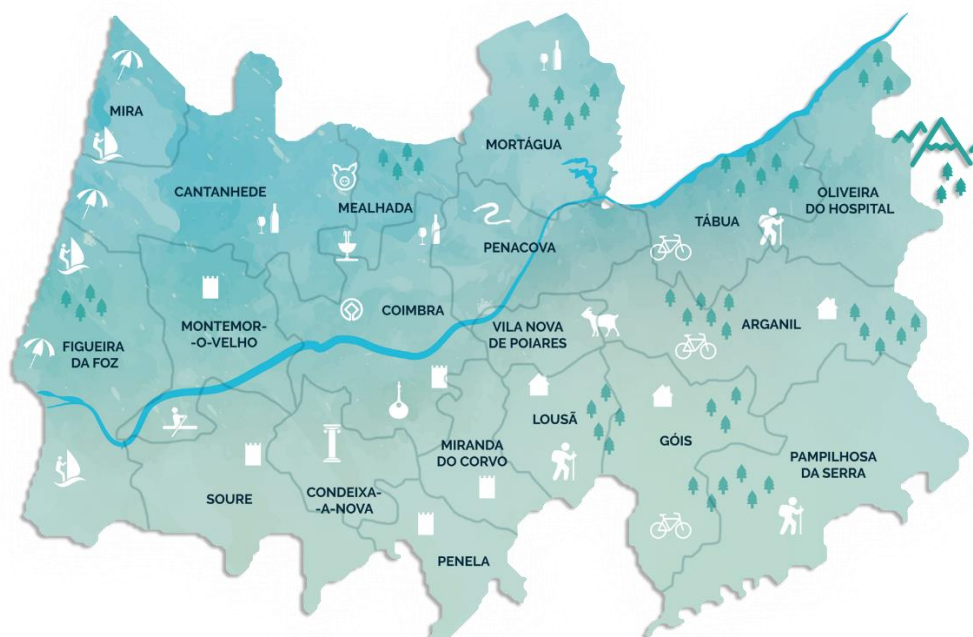 MIRA
MORTÁGUA
CANTANHEDE
MEALHADA
OLIVEIRA
DO HOSPITAL
TÁBUA
PENACOVA
COIMBRA
MONTEMOR-
-O-VELHO
VILA NOVA
DE POIARES
ARGANIL
FIGUEIRA
DA FOZ
LOUSÃ
GÓIS
MIRANDA
DO CORVO
PAMPILHOSA
DA SERRA
SOURE
CONDEIXA-
-A-NOVA
PENELA